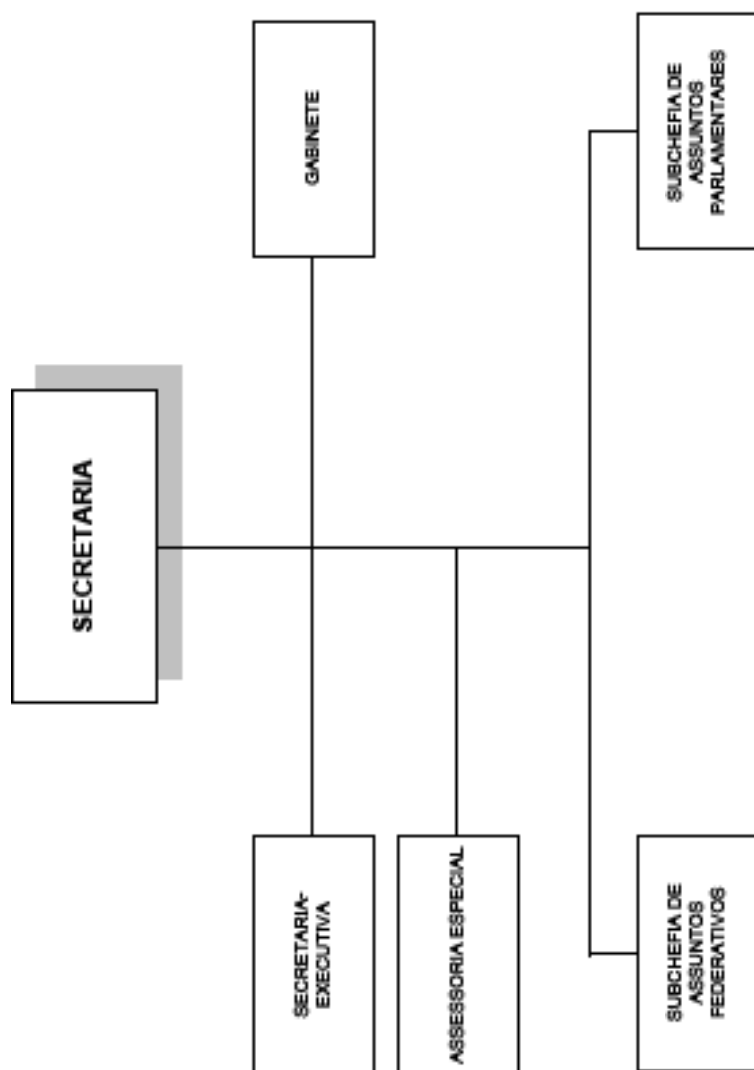 SECRETARIA
SECRETARIA-
EXECUTIVA
GABINETE
ASSESSORIA ESPECIAL
SUBCHEFIA DE
ASSUNTOS
FEDERATIVOS
SUBCHEFIA DE
ASSUNTOS
PARLAMENTARES